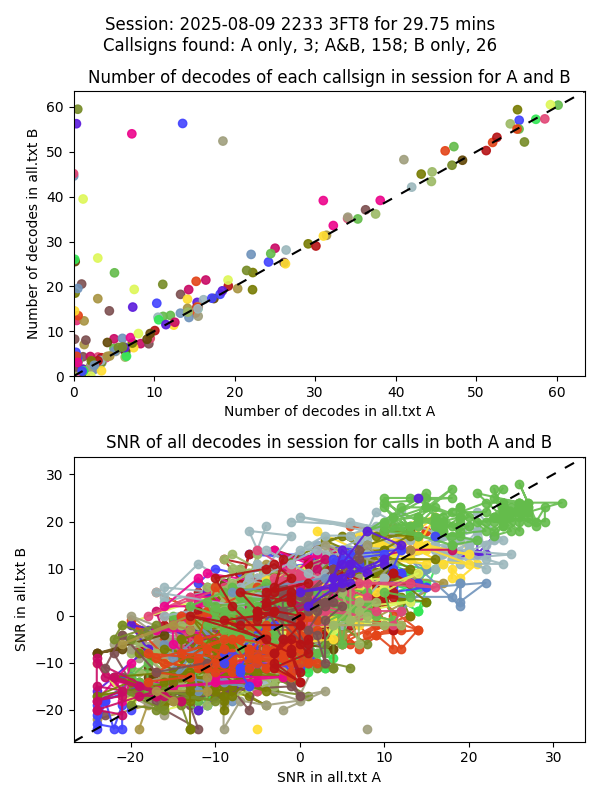 Session: 2025-08-09 2233 3FT8 for 29.75 mins
Callsigns found: A only, 3; A&B, 158; B only, 26
Number of decodes of each callsign in session for A and B
60
50
40
30
20
10
0
Number of decodes in all.txt B
0 10 20 30 40 50 60
Number of decodes in all.txt A
SNR of all decodes in session for calls in both A and B
30
20
10
0
−10
−20
SNR in all.txt B
−20 −10 0 10 20 30
SNR in all.txt A